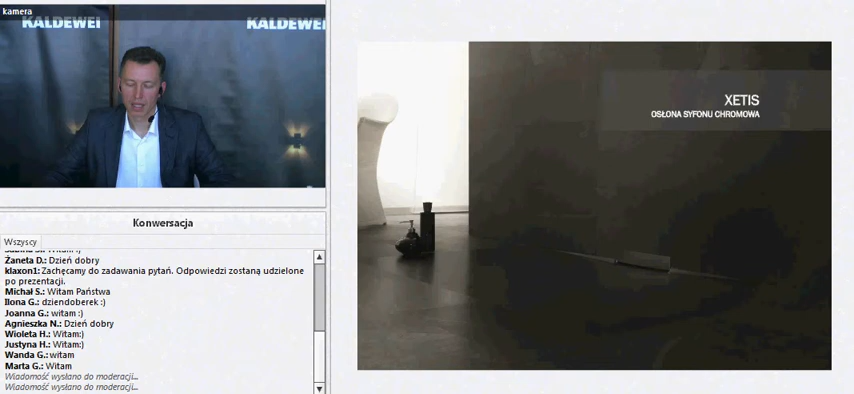 kamera
KALDEWEI
KALDEWEI
XETIS
OSŁONA SYFONU CHROMOWA
Konwersacja
Wszyscy
Żaneta D.: Dzień dobry
klaxon1: Zachęcamy do zadawania pytań. Odpowiedzi zostaną udzielone
po prezentacji.
Michał S.: Witam Państwa
Ilona G.: dziendoberek :)
Joanna G.: witam :)
Agnieszka N.: Dzień dobry
Wioleta H.: Witam:)
Justyna H.: Witam:)
Wanda G.: witam
Marta G.: Witam
Wiadomość wysłano do moderacji...
Wiadomość wysłano do moderacji...